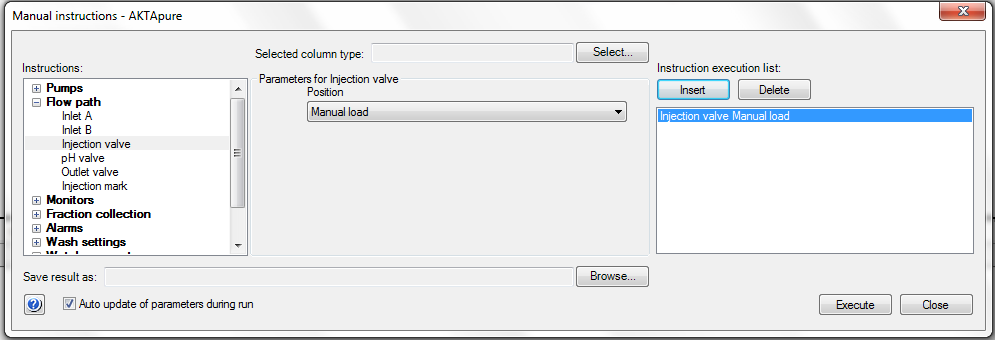 Manual instructions - AKTApure
Selected column type:
Select...
Instructions:
Pumps
Flow path
Inlet A
Inlet B
Injection valve
pH valve
Outlet valve
Injection mark
Monitors
Fraction collection
Alarms
Wash settings
Parameters for Injection valve
Position
Manual load
Instruction execution list:
Insert
Delete
Injection valve Manual load
Save result as:
Browse...
Auto update of parameters during run
Execute
Close